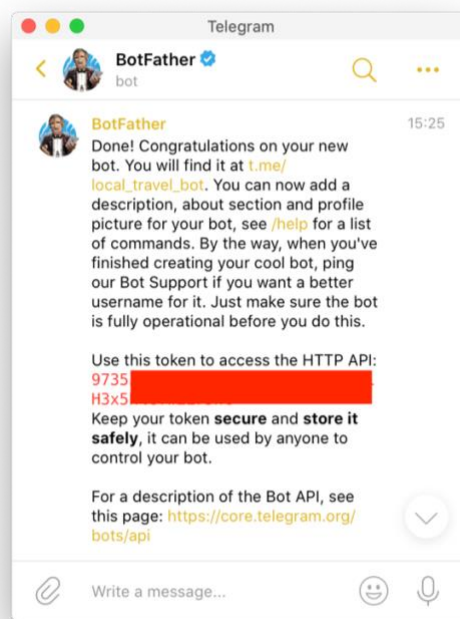 Telegram
BotFather
bot
BotFather
15:25
Done! Congratulations on your new
bot. You will find it at t.me/
local_travel_bot. You can now add a
description, about section and profile
picture for your bot, see /help for a list
of commands. By the way, when you've
finished creating your cool bot, ping
our Bot Support if you want a better
username for it. Just make sure the bot
is fully operational before you do this.
Use this token to access the HTTP API:
9735
H3x5
Keep your token secure and store it
safely, it can be used by anyone to
control your bot.
For a description of the Bot API, see
this page: https://core.telegram.org/
bots/api
Write a message...